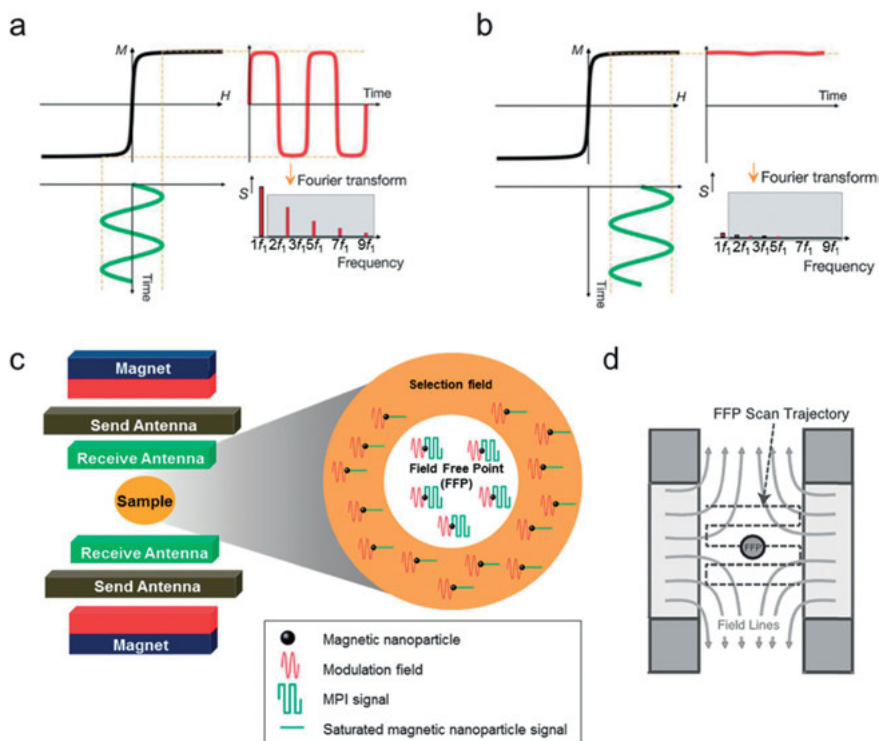 a
M
H
Time
Time
Fourier transform
S
1f₁ 2f₁ 3f₁ 5f₁ 7f₁ 9f₁
Frequency
b
M
H
Time
Time
Fourier transform
S
1f₁ 2f₁ 3f₁ 5f₁ 7f₁ 9f₁
Frequency
c
Magnet
Send Antenna
Receive Antenna
Sample
Receive Antenna
Send Antenna
Magnet
Selection field
Field Free Point
(FFP)
Magnetic nanoparticle
Modulation field
MPI signal
Saturated magnetic nanoparticle signal
d
FFP Scan Trajectory
FFP
Field Lines